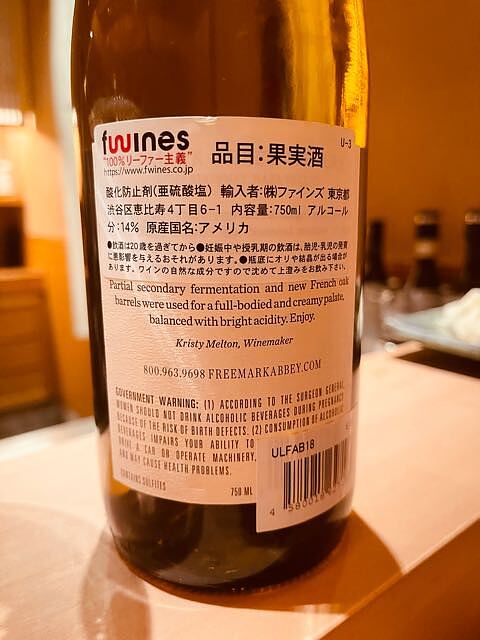 fwines
"100%リーファー主義"
https://www.fwines.co.jp
品目:果実酒
U-3
酸化防止剤(亜硫酸塩) 輸入者:(株)ファインズ 東京都
渋谷区恵比寿4丁目6-1 内容量:750ml アルコール
分:14% 原産国名:アメリカ
●飲酒は20歳を過ぎてから●妊娠中や授乳期の飲酒は、胎児・乳児の発育
に悪影響を与えるおそれがあります。●瓶底にオリや結晶が出る場合が
あります。ワインの自然な成分ですので沈めて上澄みをお飲み下さい。
Partial secondary fermentation and new French oak
barrels were used for a full-bodied and creamy palate,
balanced with bright acidity. Enjoy.
Kristy Melton, Winemaker
800.963.9698 FREEMARKABBEY.COM
GOVERNMENT WARNING: (1) ACCORDING TO THE SURGEON GENERAL,
WOMEN SHOULD NOT DRINK ALCOHOLIC BEVERAGES DURING PREGNANCY
BECAUSE OF THE RISK OF BIRTH DEFECTS. (2) CONSUMPTION OF ALCOHOLIC
BEVERAGES IMPAIRS YOUR ABILITY TO
DRIVE A CAR OR OPERATE MACHINERY,
AND MAY CAUSE HEALTH PROBLEMS.
CONTAINS SULFITES
750 ML
ULFAB18